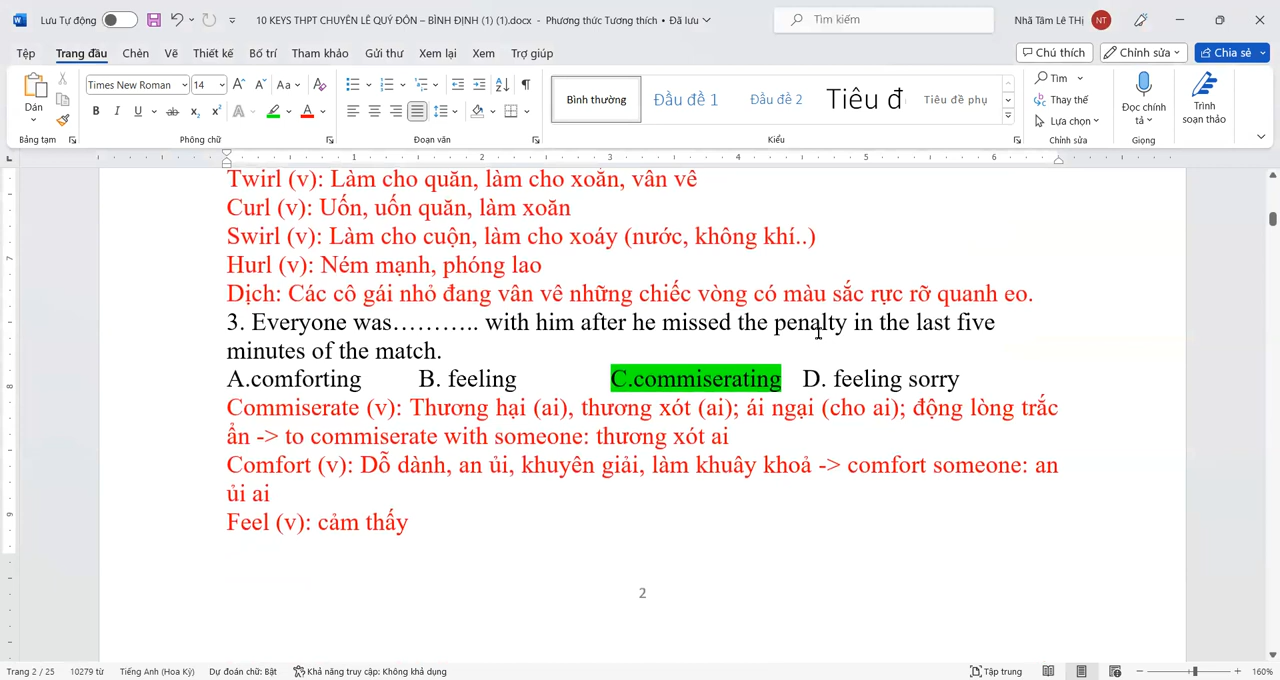 Lưu Tự động
10 KEYS THPT CHUYÊN LÊ QUÝ ĐÔN – BÌNH ĐỊNH (1) (1).docx - Phương thức Tương thích • Đã lưu
Tìm kiếm
Nhã Tâm Lê THị
NT
Tệp Trang đầu Chèn Vẽ Thiết kế Bố trí Tham khảo Gửi thư Xem lại Xem Trợ giúp
Chú thích
Chỉnh sửa
Chia sẻ
Dán
Bảng tạm
Times New Roman 14
Phông chữ
Đoạn văn
Bình thường
Đầu đề 1
Đầu đề 2
Tiêu đ
Tiêu đề phụ
Kiểu
Tìm
Thay thế
Lựa chọn
Chỉnh sửa
Đọc chính
tả
Giọng
Trình
soạn thảo
1 2 3 4 5 6
7
8
9
Twirl (v): Làm cho quăn, làm cho xoăn, vân vê
Curl (v): Uốn, uốn quăn, làm xoăn
Swirl (v): Làm cho cuộn, làm cho xoáy (nước, không khí..)
Hurl (v): Ném mạnh, phóng lao
Dịch: Các cô gái nhỏ đang vân vê những chiếc vòng có màu sắc rực rỡ quanh eo.
3. Everyone was……….. with him after he missed the penalty in the last five
minutes of the match.
A.comforting B. feeling C.commiserating D. feeling sorry
Commiserate (v): Thương hại (ai), thương xót (ai); ái ngại (cho ai); động lòng trắc
ẩn -> to commiserate with someone: thương xót ai
Comfort (v): Dỗ dành, an ủi, khuyên giải, làm khuây khoả -> comfort someone: an
ủi ai
Feel (v): cảm thấy
2
Trang 2 / 25
10279 từ
Tiếng Anh (Hoa Kỳ)
Dự đoán chữ: Bật
Khả năng truy cập: Không khả dụng
Tập trung
160%